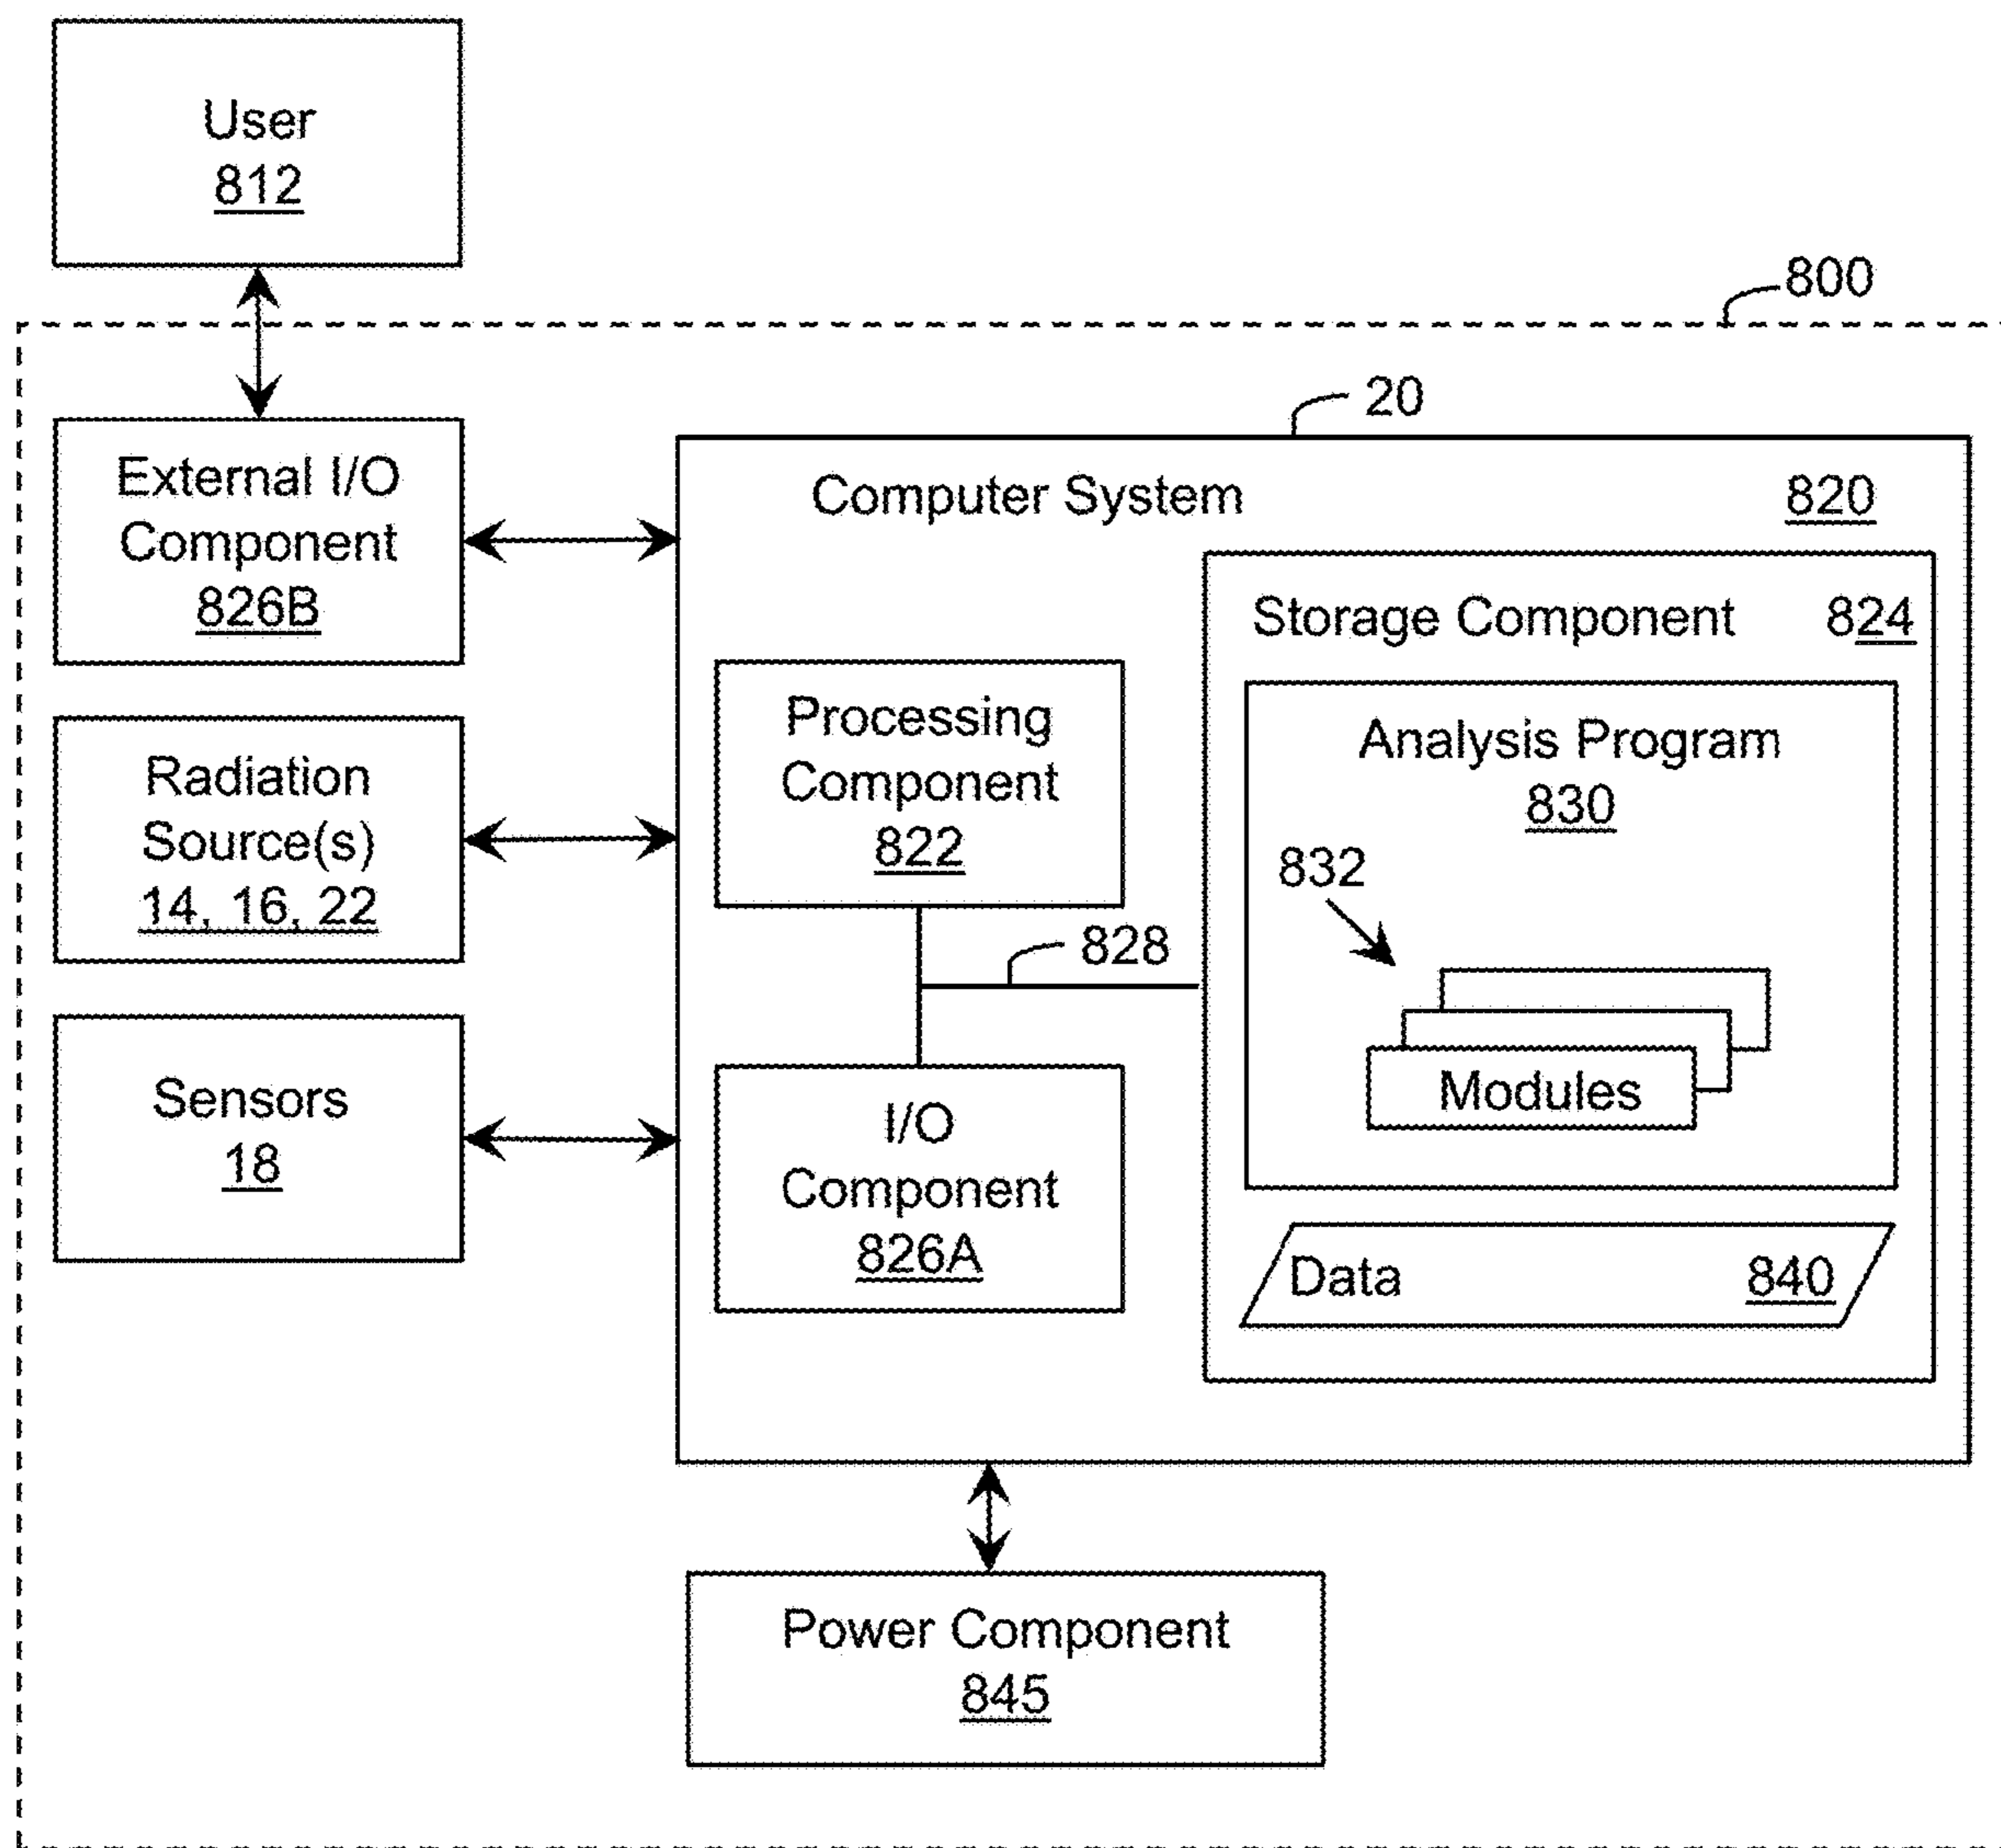 User
812
800
20
External I/O
Component
826B
Computer System
820
Storage Component
824
Processing
Component
822
Analysis Program
830
Radiation
Source(s)
14, 16, 22
832
828
Modules
Sensors
18
I/O
Component
826A
Data
840
Power Component
845